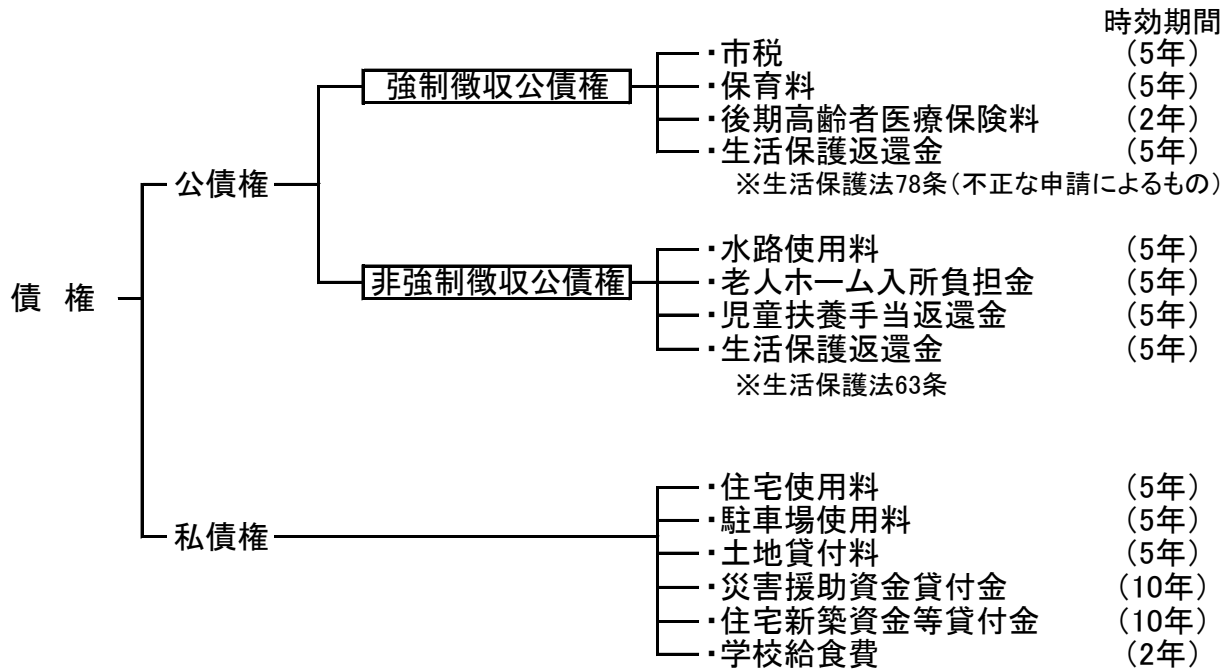 時効期間
・市税 (5年)
強制徴収公債権 ・保育料 (5年)
・後期高齢者医療保険料 (2年)
・生活保護返還金 (5年)
※生活保護法78条(不正な申請によるもの)
公債権
・水路使用料 (5年)
非強制徴収公債権 ・老人ホーム入所負担金 (5年)
債権
・児童扶養手当返還金 (5年)
・生活保護返還金 (5年)
※生活保護法63条
・住宅使用料 (5年)
・駐車場使用料 (5年)
私債権
・土地貸付料 (5年)
・災害援助資金貸付金 (10年)
・住宅新築資金等貸付金 (10年)
・学校給食費 (2年)